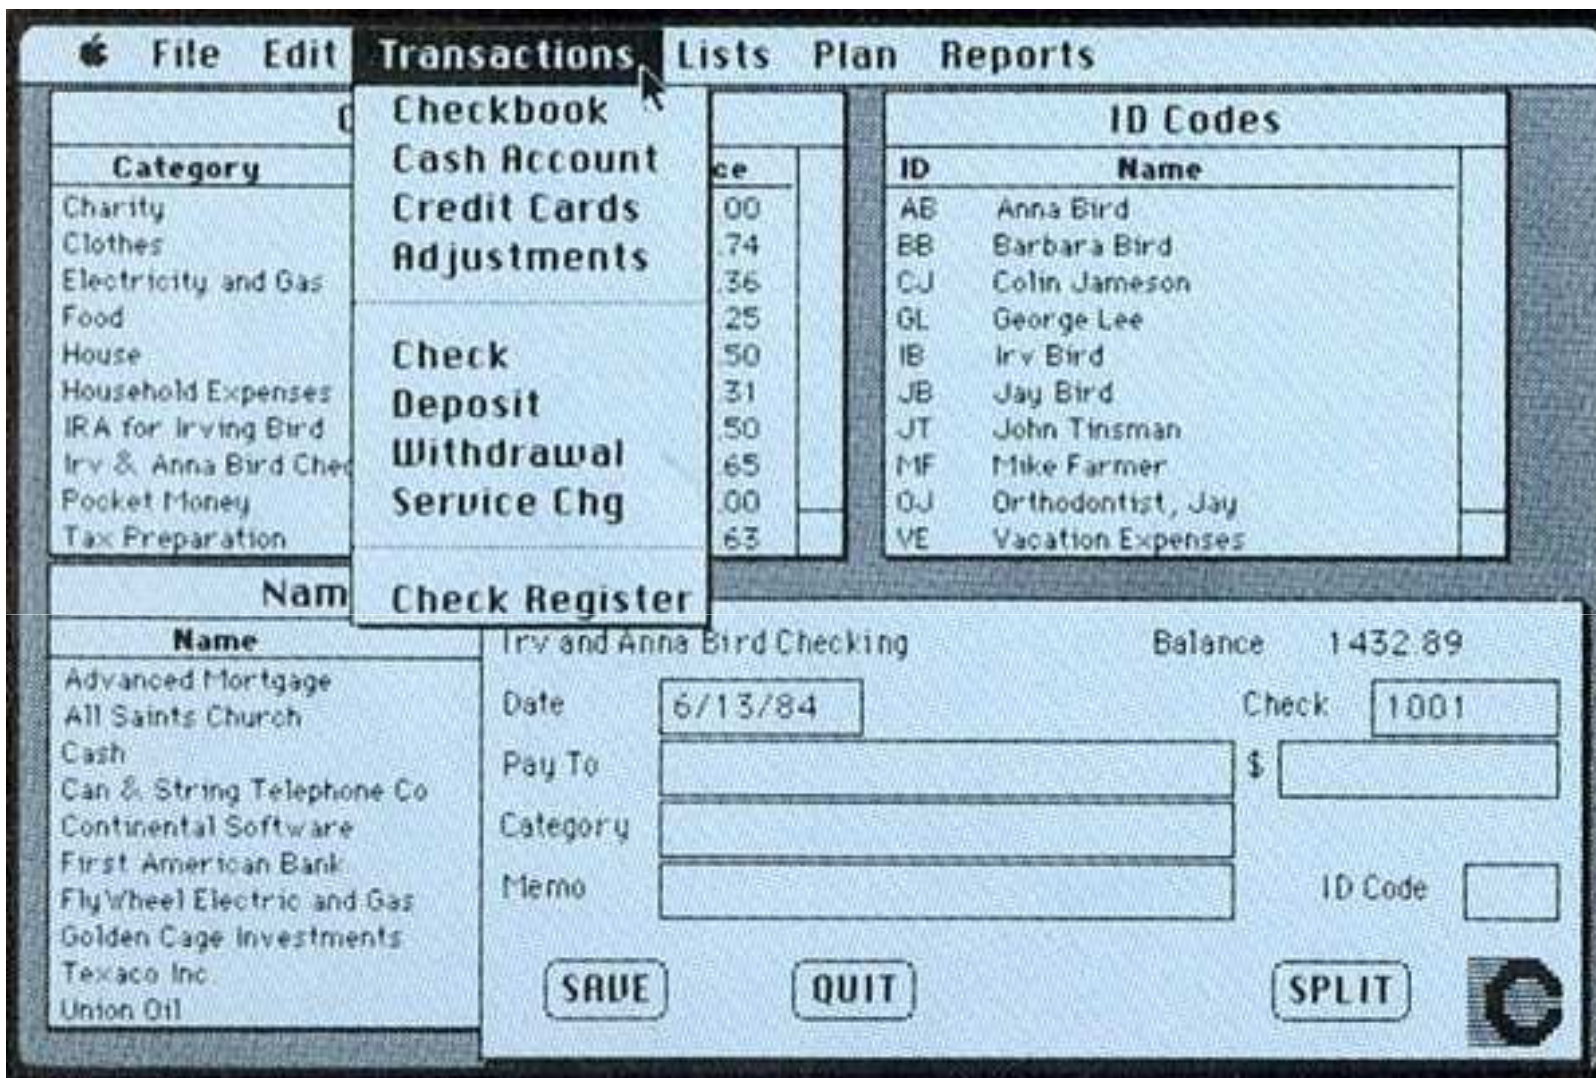 File Edit Transactions Lists Plan Reports
Checkbook
Cash Account
Credit Cards
Adjustments
Check
Deposit
Withdrawal
Service Chg
Check Register
Category
Charity
Clothes
Electricity and Gas
Food
House
Household Expenses
IRA for Irving Bird
Irv & Anna Bird Chec
Pocket Money
Tax Preparation
ce
00
.74
.36
25
.50
31
.50
.65
.00
.63
ID Codes
ID Name
AB Anna Bird
BB Barbara Bird
CJ Colin Jameson
GL George Lee
IB Irv Bird
JB Jay Bird
JT John Tinsman
MF Mike Farmer
OJ Orthodontist, Jay
VE Vacation Expenses
Nam
Name
Advanced Mortgage
All Saints Church
Cash
Can & String Telephone Co
Continental Software
First American Bank
FlyWheel Electric and Gas
Golden Cage Investments
Texaco Inc.
Union Oil
Irv and Anna Bird Checking Balance 1432.89
Date 6/13/84 Check 1001
Pay To $
Category
Memo ID Code
SAVE QUIT SPLIT